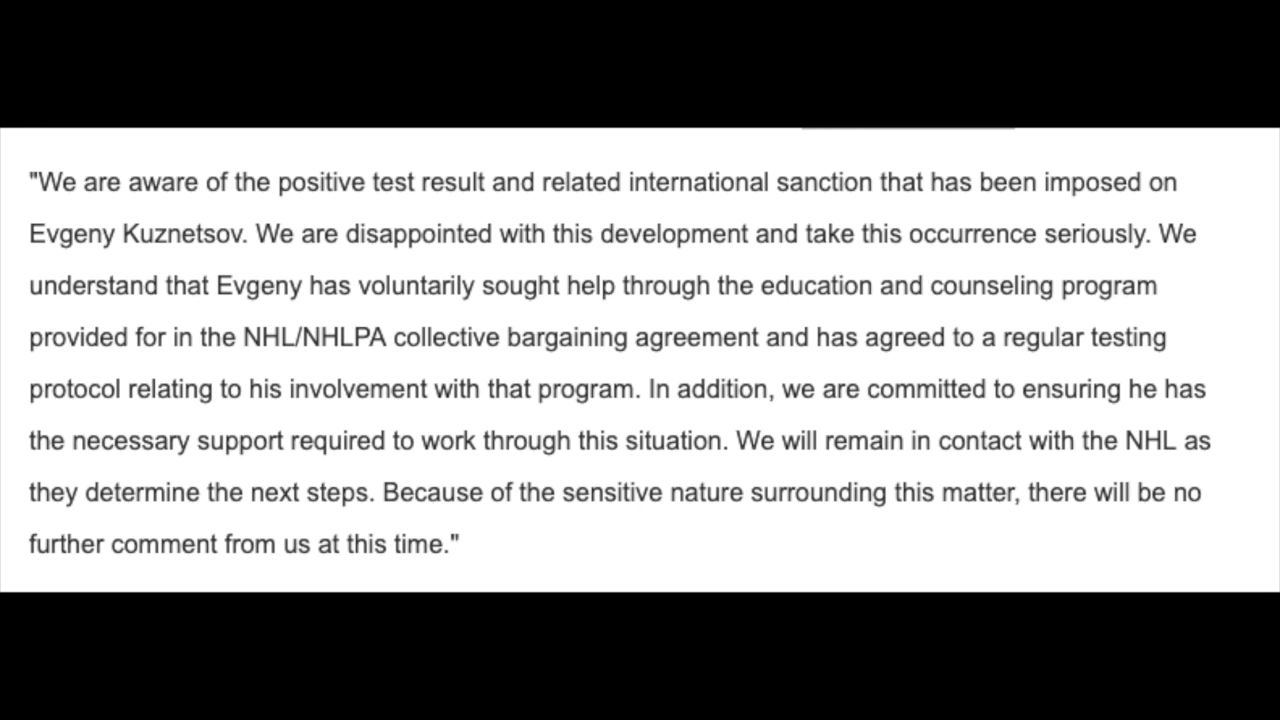 "We are aware of the positive test result and related international sanction that has been imposed on
Evgeny Kuznetsov. We are disappointed with this development and take this occurrence seriously. We
understand that Evgeny has voluntarily sought help through the education and counseling program
provided for in the NHL/NHLPA collective bargaining agreement and has agreed to a regular testing
protocol relating to his involvement with that program. In addition, we are committed to ensuring he has
the necessary support required to work through this situation. We will remain in contact with the NHL as
they determine the next steps. Because of the sensitive nature surrounding this matter, there will be no
further comment from us at this time."